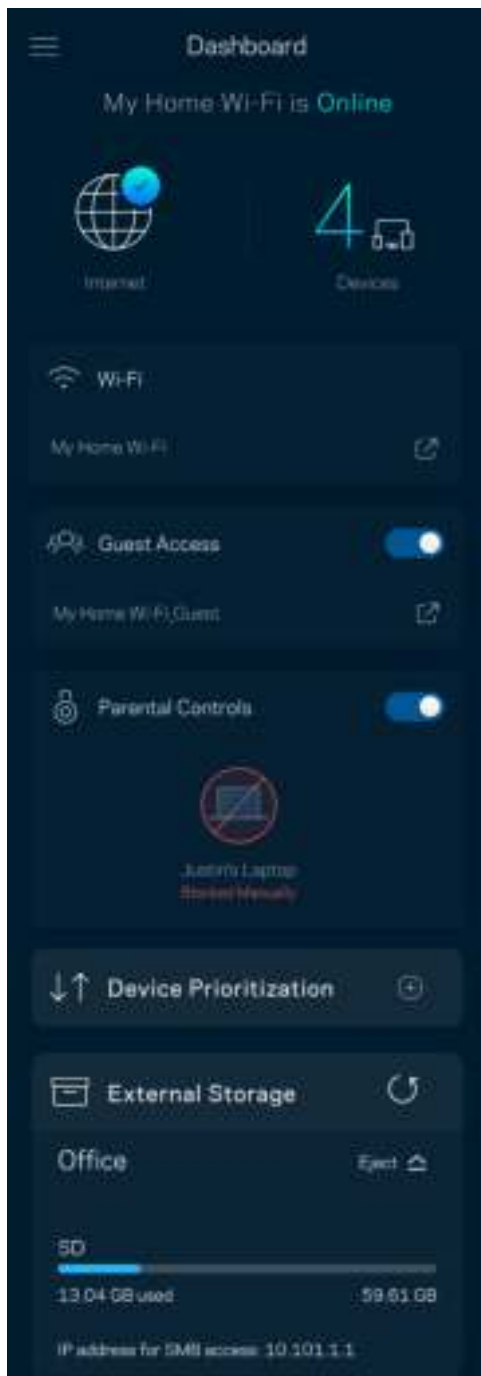 Dashboard
My Home Wi-Fi is Online
4
Internet
Devices
Wi-Fi
My Home Wi-Fi
Guest Access
My Home Wi-Fi_Guest
Parental Controls
Justin's Laptop
Blocked Manually
Device Prioritization
External Storage
Office
Eject
SD
13.04 GB used
59.61 GB
IP address for SMB access: 10.101.1.1